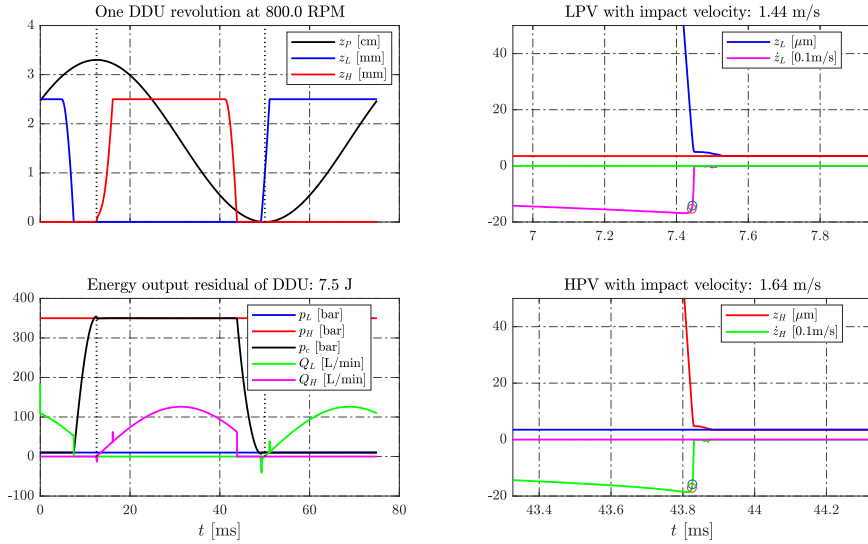 One DDU revolution at 800.0 RPM
z_P [cm]
z_L [mm]
z_H [mm]
4
3
2
1
0
LPV with impact velocity: 1.44 m/s
z_L [μm]
ż_L [0.1m/s]
40
20
0
-20
7
7.2
7.4
7.6
7.8
Energy output residual of DDU: 7.5 J
p_L [bar]
p_H [bar]
p_c [bar]
Q_L [L/min]
Q_H [L/min]
400
300
200
100
0
-100
0
20
40
60
80
t [ms]
HPV with impact velocity: 1.64 m/s
z_H [μm]
ż_H [0.1m/s]
40
20
0
-20
43.4
43.6
43.8
44
44.2
t [ms]